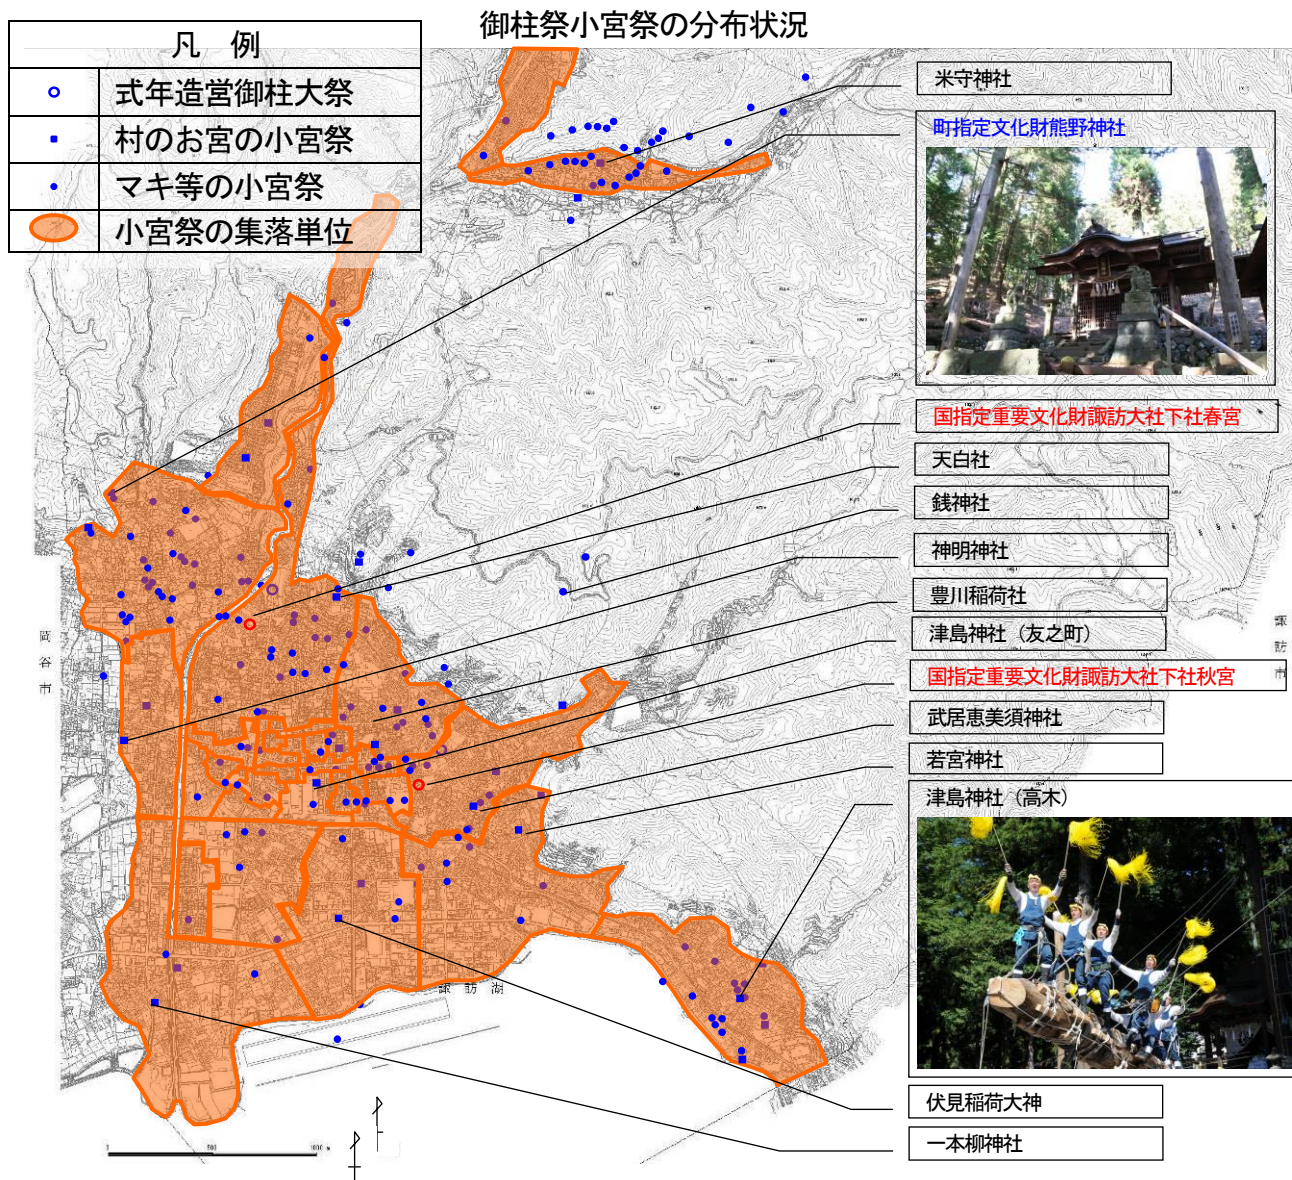 御柱祭小宮祭の分布状況
凡 例
式年造営御柱大祭
村のお宮の小宮祭
マキ等の小宮祭
小宮祭の集落単位
米守神社
町指定文化財熊野神社
国指定重要文化財諏訪大社下社春宮
天白社
銭神社
神明神社
豊川稲荷社
津島神社（友之町）
国指定重要文化財諏訪大社下社秋宮
武居恵美須神社
若宮神社
津島神社（高木）
伏見稲荷大神
一本柳神社
岡谷市
諏訪市
諏訪湖
0 500 1000 m